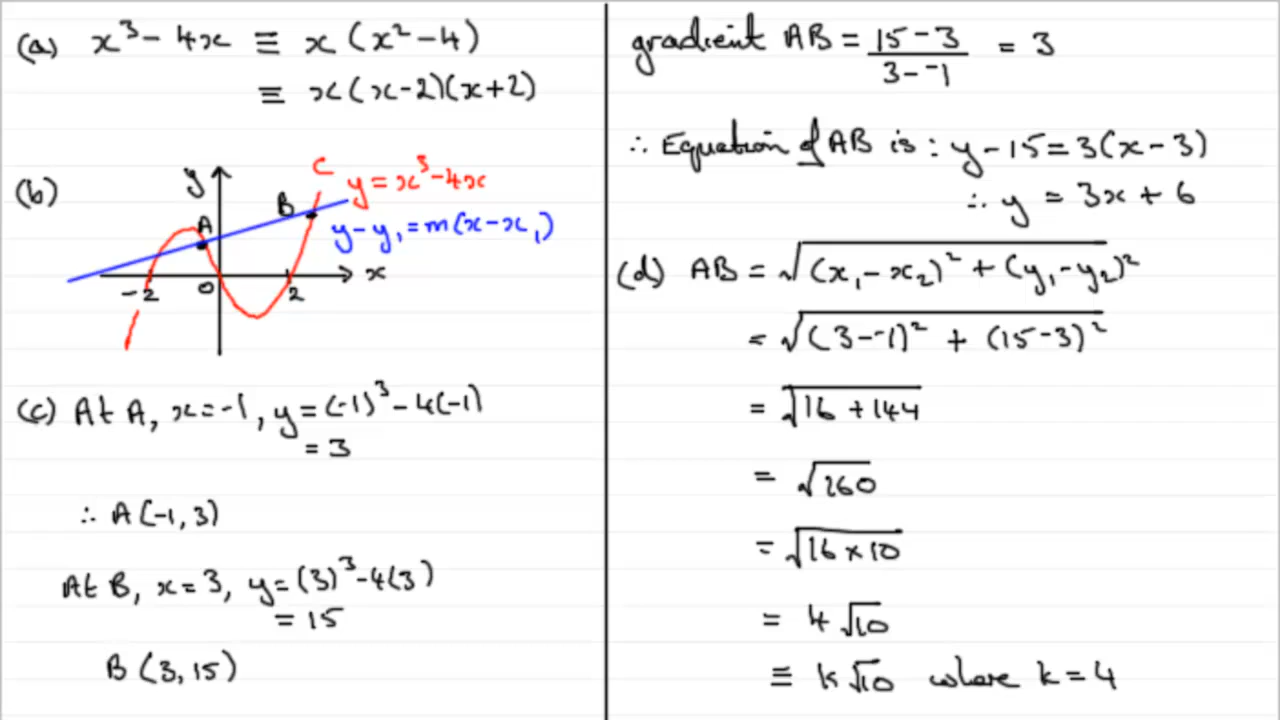 (a) x³ - 4x ≡ x(x² - 4)
≡ x(x-2)(x+2)
(b)
y
C
y = x³ - 4x
B
A
y - y₁ = m(x - x₁)
-2
0
2
x
(c) At A, x = -1, y = (-1)³ - 4(-1)
= 3
∴ A(-1, 3)
At B, x = 3, y = (3)³ - 4(3)
= 15
B(3, 15)
gradient AB = (15 - 3)/(3 - -1) = 3
∴ Equation of AB is : y - 15 = 3(x - 3)
∴ y = 3x + 6
(d) AB = √((x₁ - x₂)² + (y₁ - y₂)²)
= √((3 - -1)² + (15 - 3)²)
= √(16 + 144)
= √160
= √(16 × 10)
= 4√10
≡ k√10 where k = 4